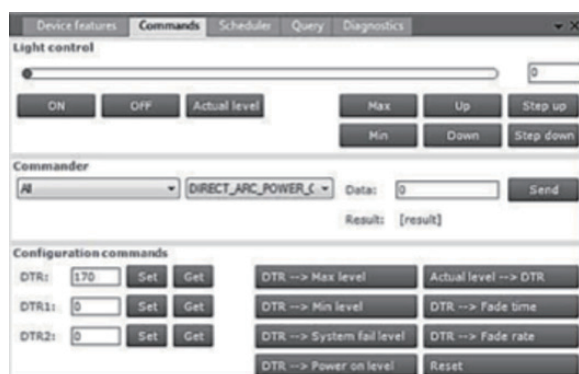 Device features Commands Scheduler Query Diagnostics
Light control
0
ON OFF Actual level Max Up Step up
Min Down Step down
Commander
All DIRECT_ARC_POWER_C Data: 0 Send
Result: [result]
Configuration commands
DTR: 170 Set Get DTR --> Max level Actual level --> DTR
DTR1: 0 Set Get DTR --> Min level DTR --> Fade time
DTR2: 0 Set Get DTR --> System fail level DTR --> Fade rate
DTR --> Power on level Reset